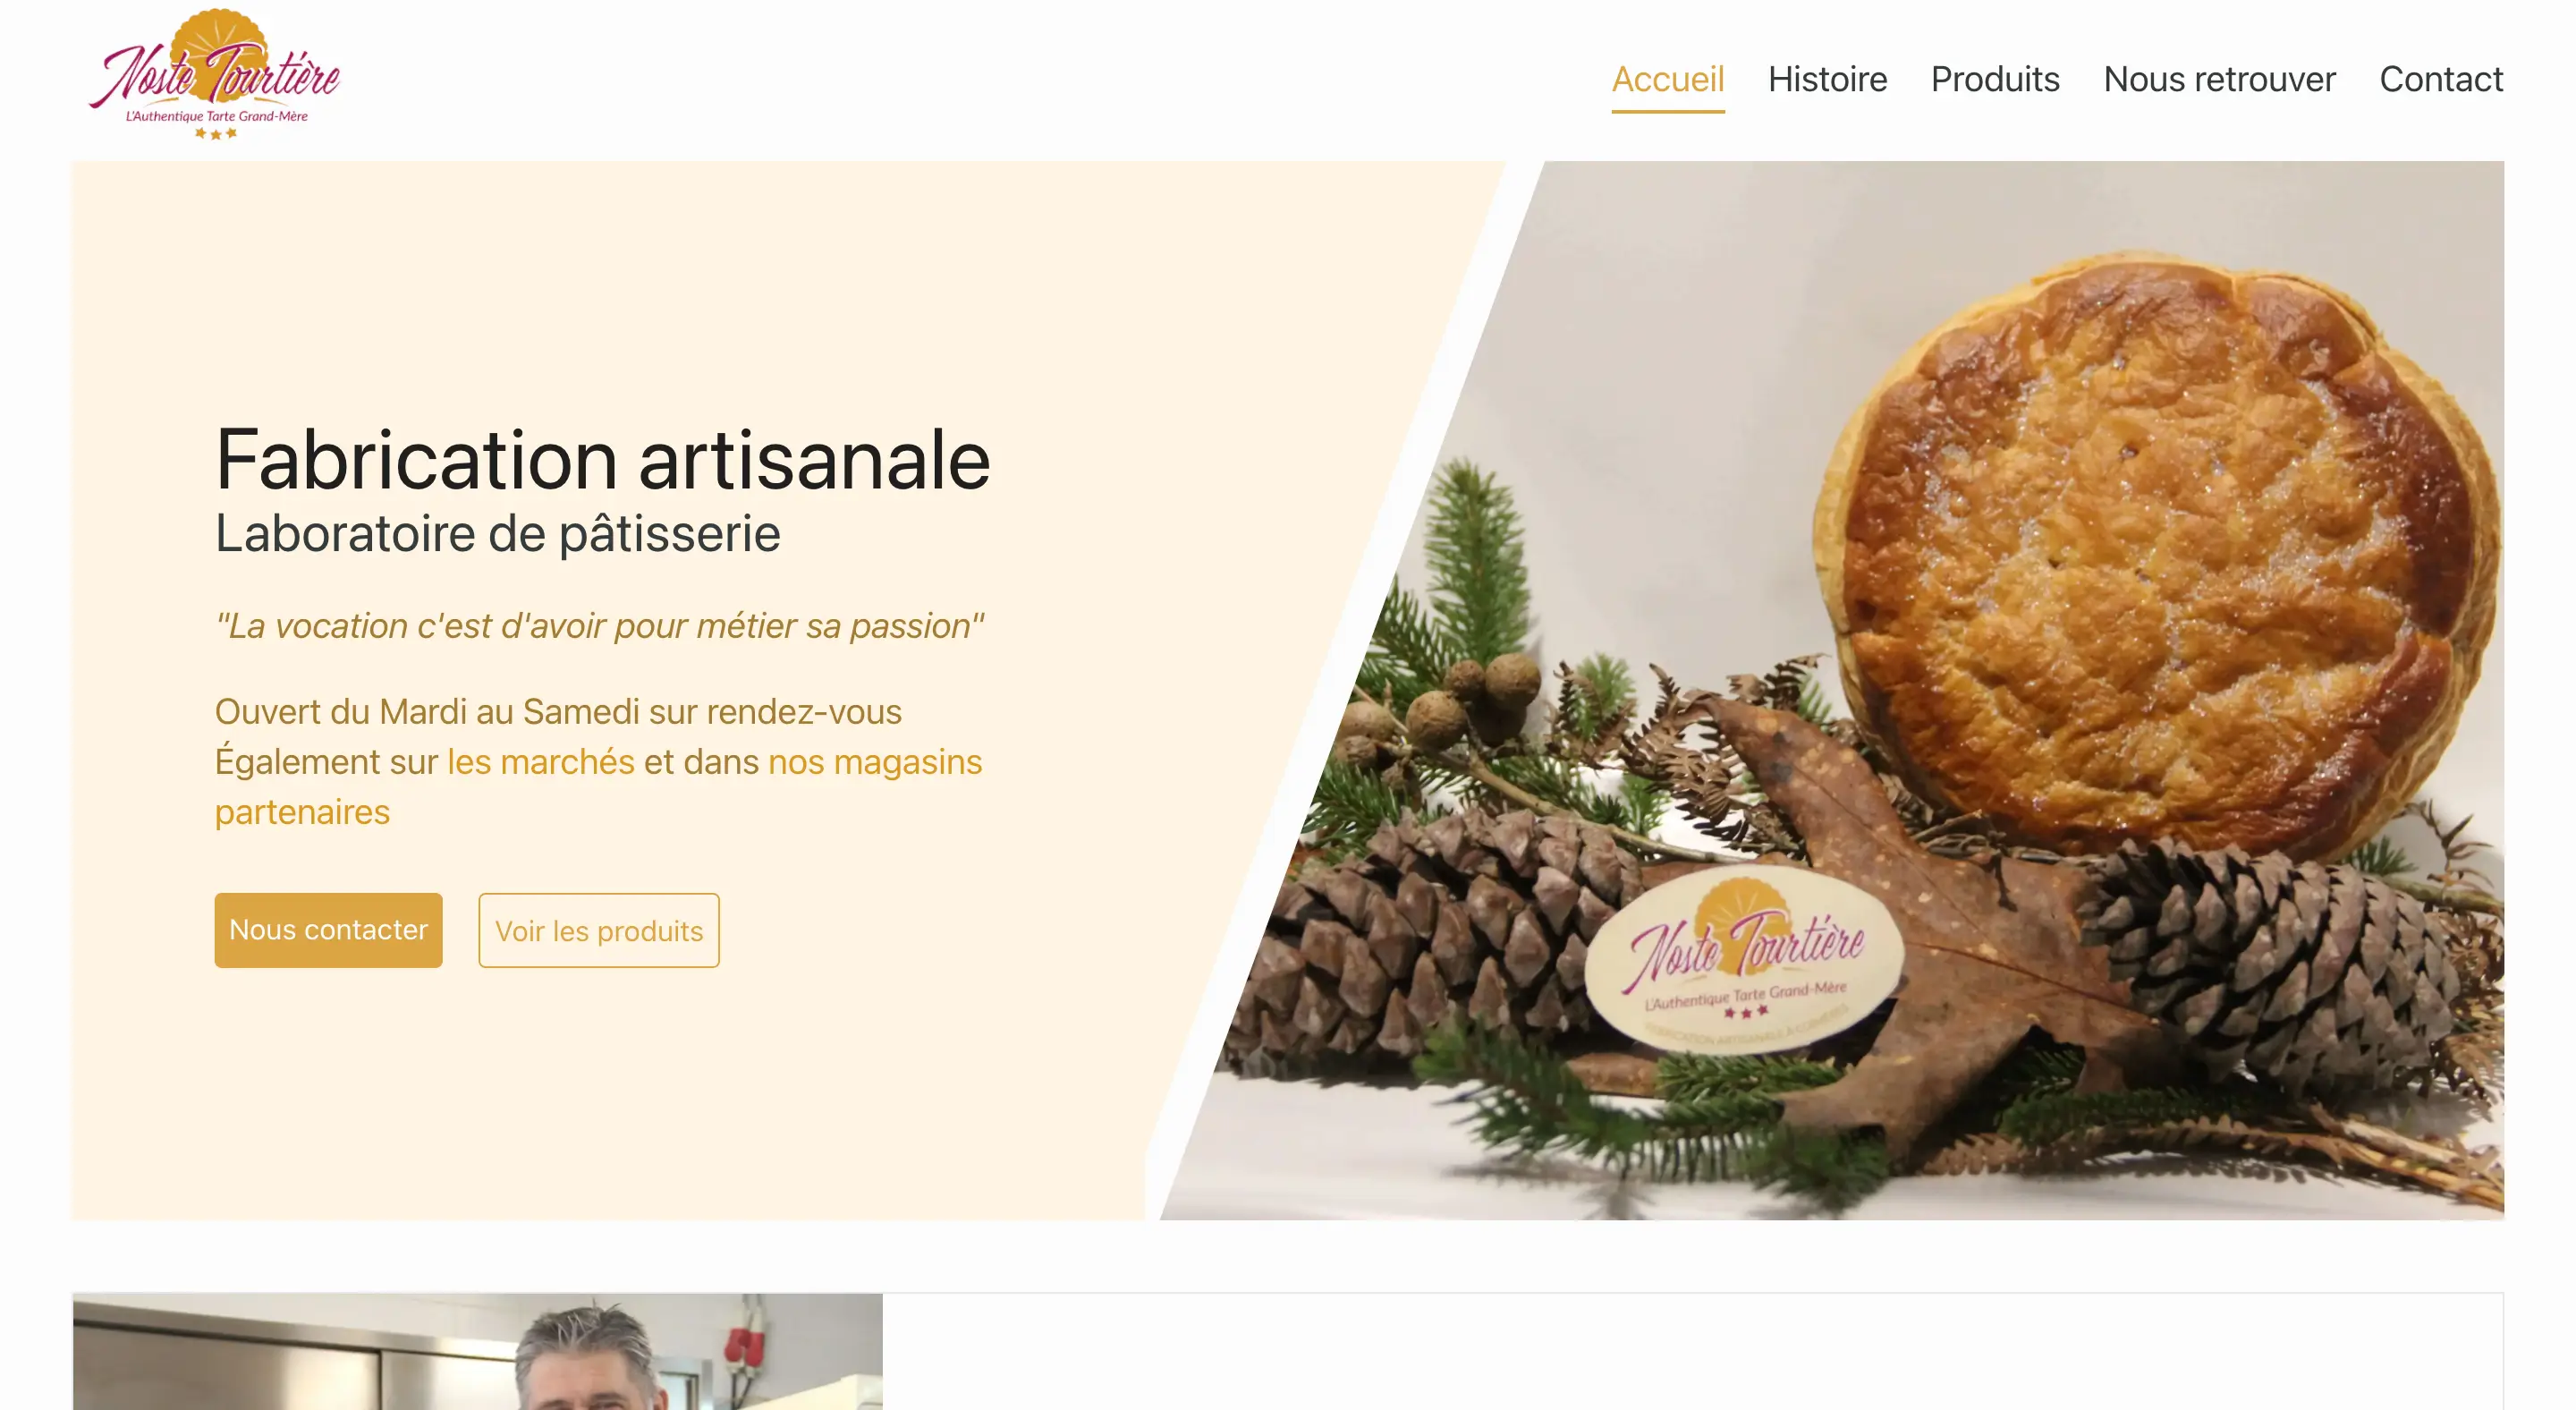 Noste Tourtière
L'Authentique Tarte Grand-Mère
Accueil Histoire Produits Nous retrouver Contact
Fabrication artisanale
Laboratoire de pâtisserie
"La vocation c'est d'avoir pour métier sa passion"
Ouvert du Mardi au Samedi sur rendez-vous
Également sur les marchés et dans nos magasins
partenaires
Nous contacter Voir les produits
Noste Tourtière
L'Authentique Tarte Grand-Mère